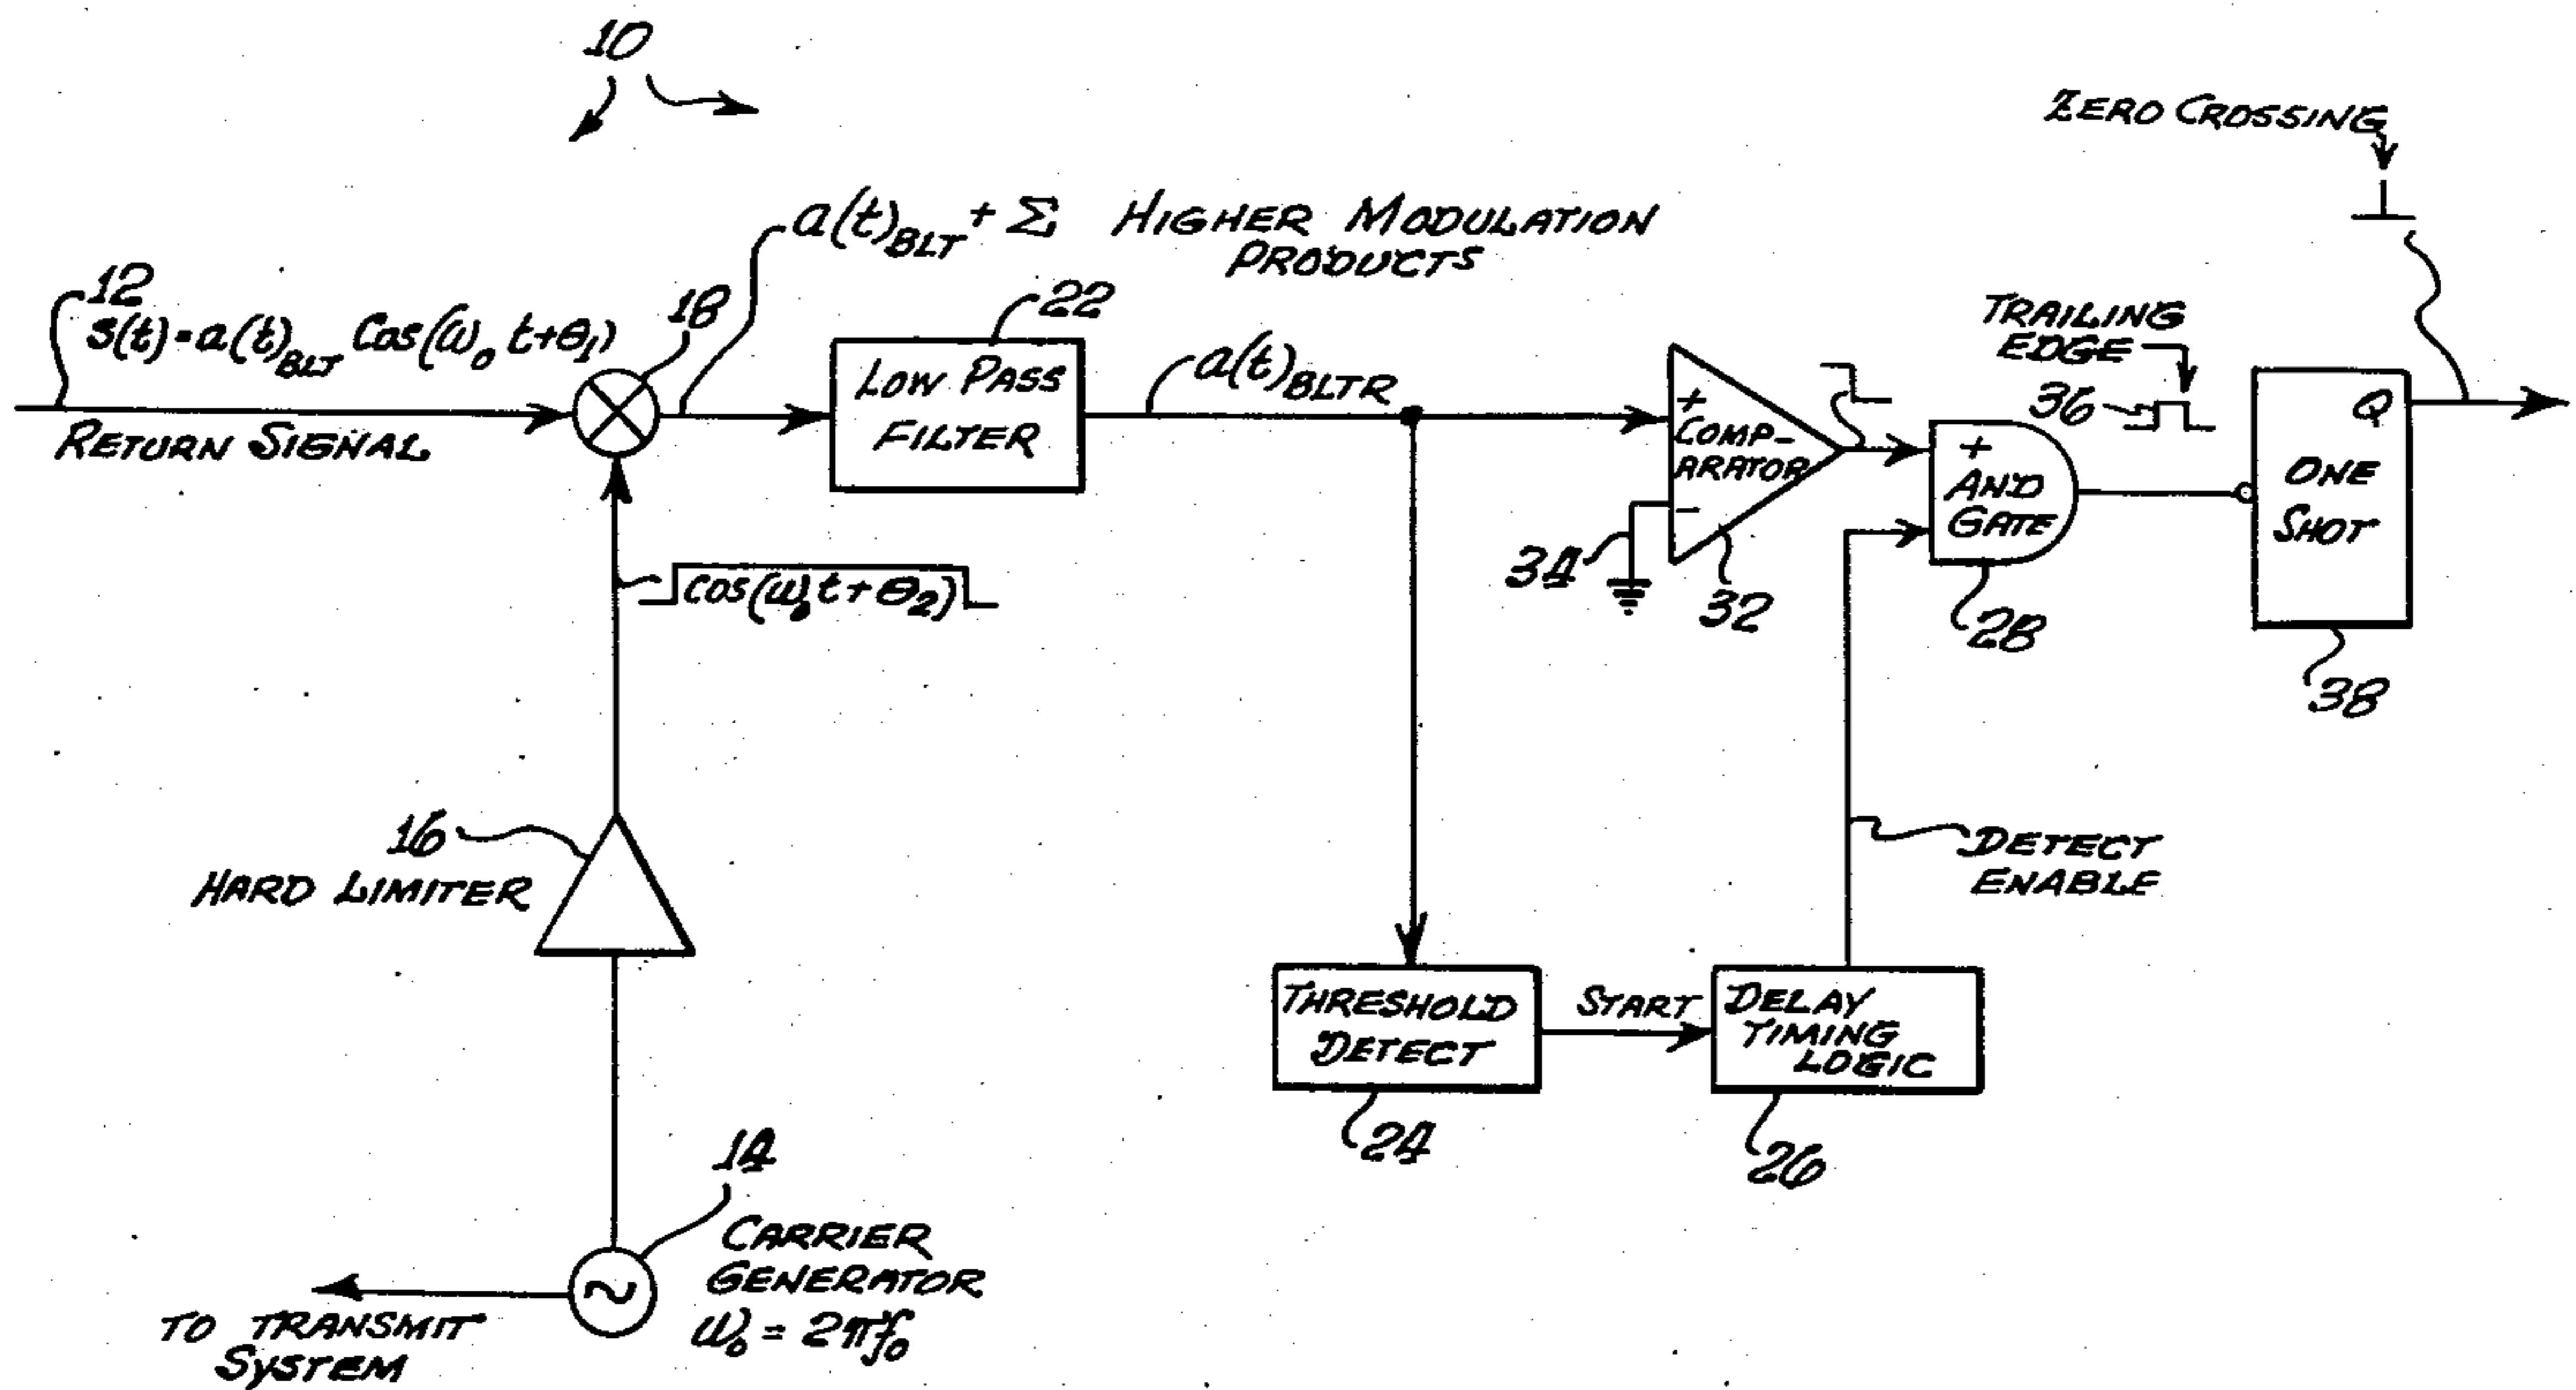 10
ZERO CROSSING
a(t)BLT + Σ HIGHER MODULATION
PRODUCTS
12
s(t)=a(t)BLT Cos(ω₀ t+θ₁)
18
22
TRAILING
EDGE
RETURN SIGNAL
LOW PASS
FILTER
a(t)BLTR
+
COMP-
ARATOR
-
34
32
+
AND
GATE
28
36
Q
ONE
SHOT
38
COS(ω₀t+θ₂)
16
HARD LIMITER
DETECT
ENABLE
THRESHOLD
DETECT
START
DELAY
TIMING
LOGIC
24
26
14
CARRIER
GENERATOR
ω₀ = 2πf₀
TO TRANSMIT
SYSTEM